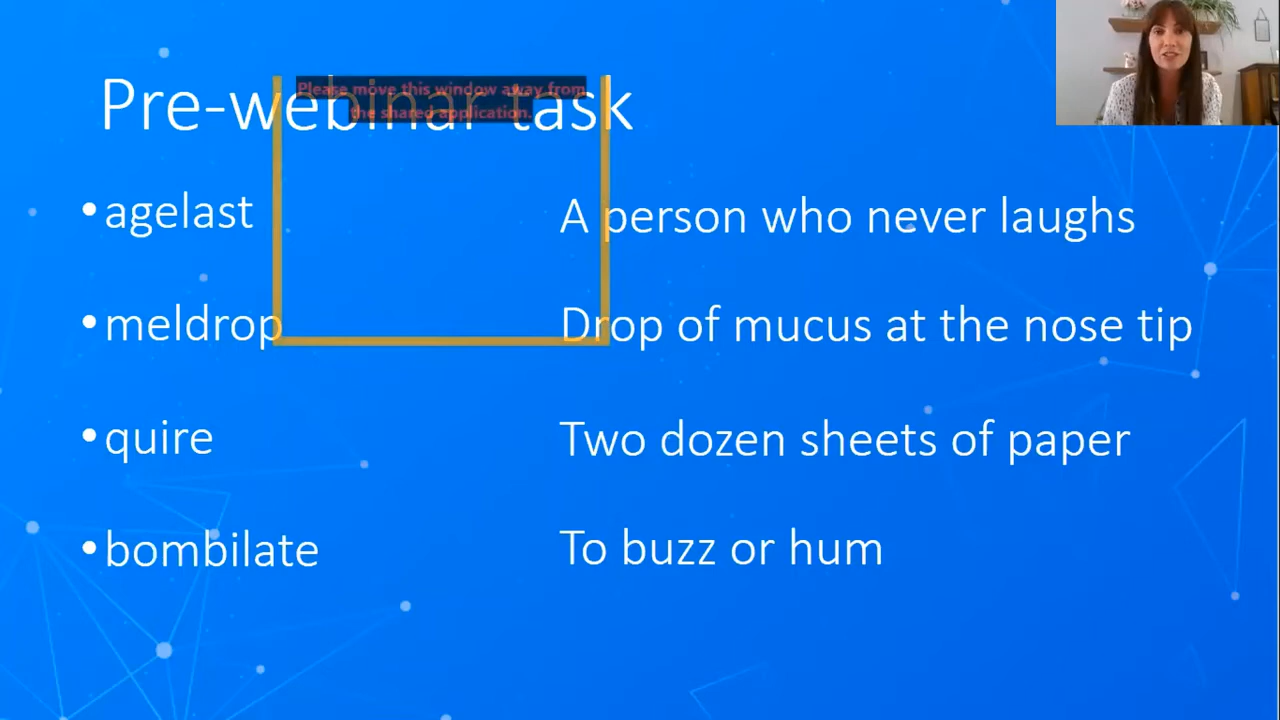 Pre-webinar task
Please move this window away from
the shared application.
•agelast
A person who never laughs
•meldrop
Drop of mucus at the nose tip
•quire
Two dozen sheets of paper
•bombilate
To buzz or hum